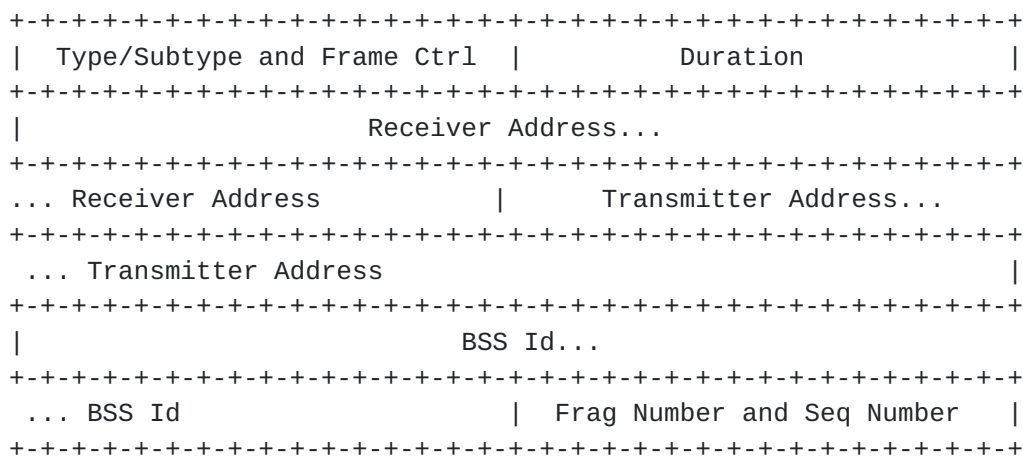 +-+-+-+-+-+-+-+-+-+-+-+-+-+-+-+-+-+-+-+-+-+-+-+-+-+-+-+-+-+-+-+-+
|  Type/Subtype and Frame Ctrl  |          Duration             |
+-+-+-+-+-+-+-+-+-+-+-+-+-+-+-+-+-+-+-+-+-+-+-+-+-+-+-+-+-+-+-+-+
|                      Receiver Address...
+-+-+-+-+-+-+-+-+-+-+-+-+-+-+-+-+-+-+-+-+-+-+-+-+-+-+-+-+-+-+-+-+
... Receiver Address           |      Transmitter Address...
+-+-+-+-+-+-+-+-+-+-+-+-+-+-+-+-+-+-+-+-+-+-+-+-+-+-+-+-+-+-+-+-+
 ... Transmitter Address                                        |
+-+-+-+-+-+-+-+-+-+-+-+-+-+-+-+-+-+-+-+-+-+-+-+-+-+-+-+-+-+-+-+-+
|                            BSS Id...
+-+-+-+-+-+-+-+-+-+-+-+-+-+-+-+-+-+-+-+-+-+-+-+-+-+-+-+-+-+-+-+-+
 ... BSS Id                     |  Frag Number and Seq Number   |
+-+-+-+-+-+-+-+-+-+-+-+-+-+-+-+-+-+-+-+-+-+-+-+-+-+-+-+-+-+-+-+-+